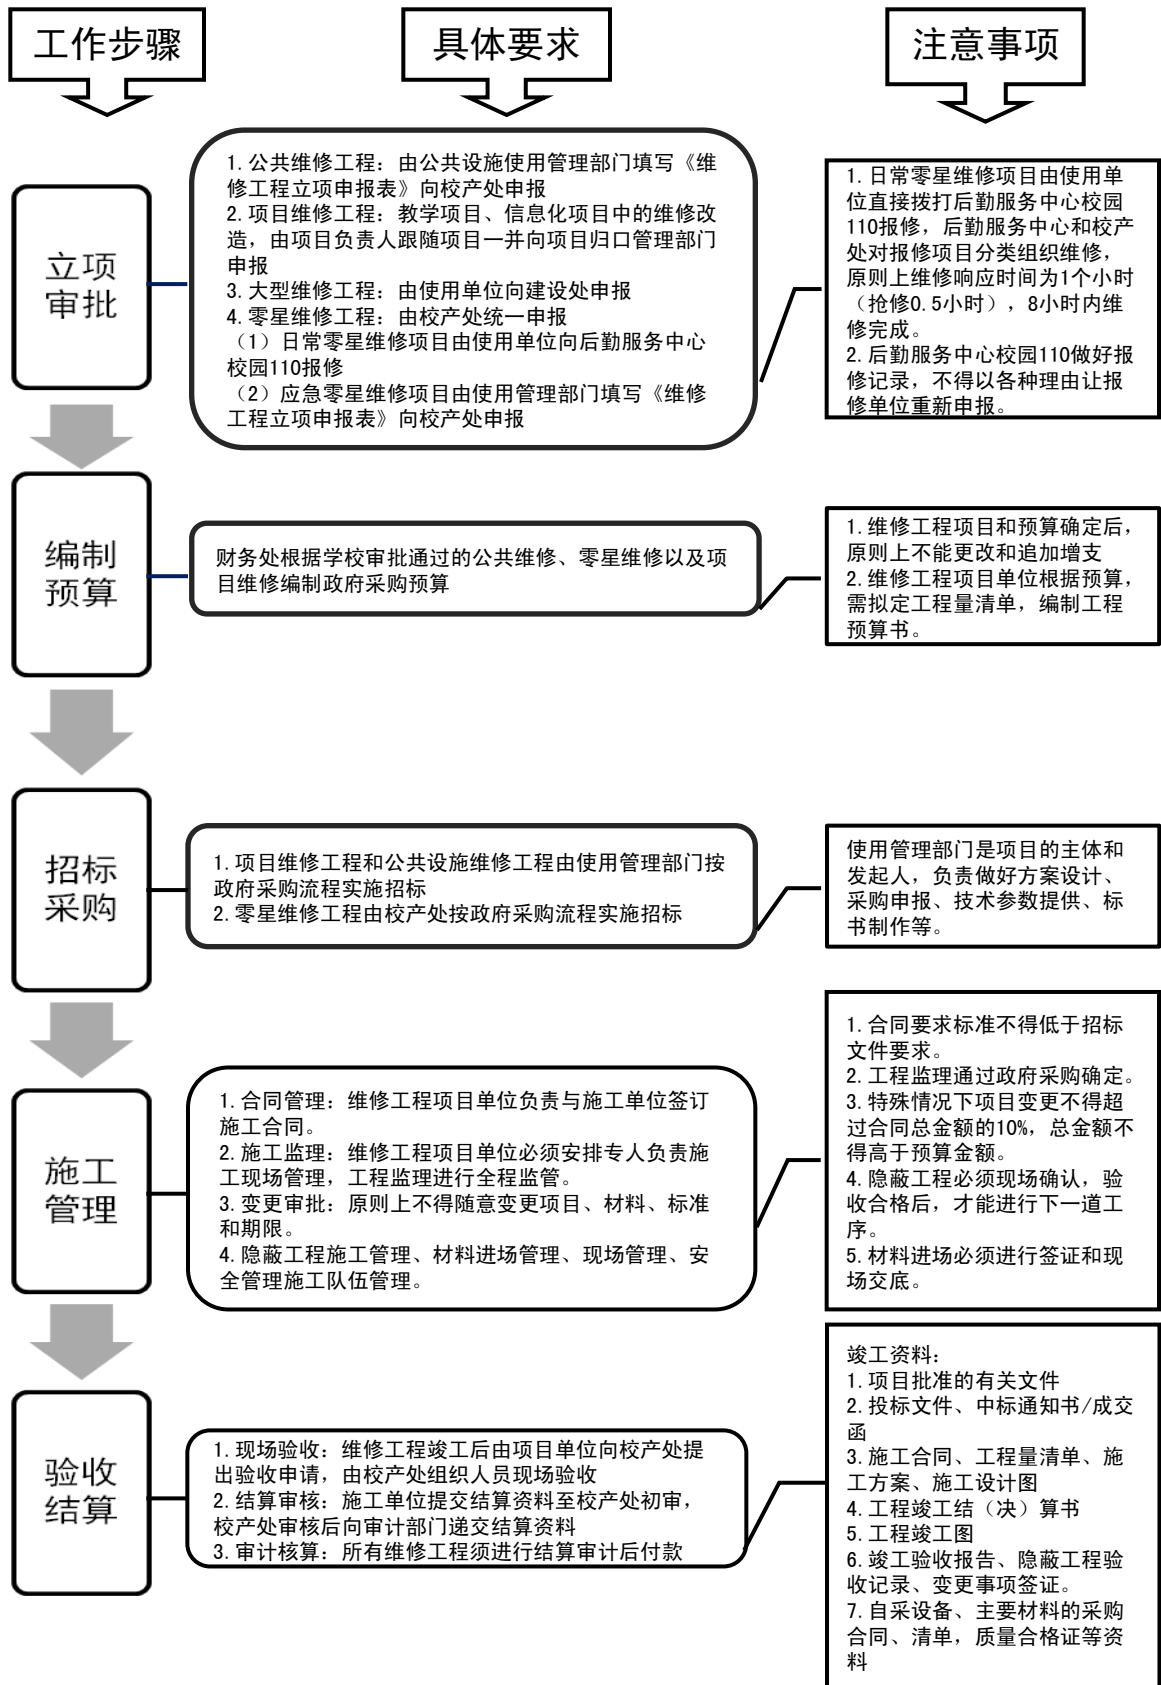 工作步骤
具体要求
注意事项
立项
审批
1. 公共维修工程：由公共设施使用管理部门填写《维
修工程立项申报表》向校产处申报
2. 项目维修工程：教学项目、信息化项目中的维修改
造，由项目负责人跟随项目一并向项目归口管理部门
申报
3. 大型维修工程：由使用单位向建设处申报
4. 零星维修工程：由校产处统一申报
（1）日常零星维修项目由使用单位向后勤服务中心
校园110报修
（2）应急零星维修项目由使用管理部门填写《维修
工程立项申报表》向校产处申报
1. 日常零星维修项目由使用单
位直接拨打后勤服务中心校园
110报修，后勤服务中心和校产
处对报修项目分类组织维修，
原则上维修响应时间为1个小时
（抢修0.5小时），8小时内维
修完成。
2. 后勤服务中心校园110做好报
修记录，不得以各种理由让报
修单位重新申报。
编制
预算
财务处根据学校审批通过的公共维修、零星维修以及项
目维修编制政府采购预算
1. 维修工程项目和预算确定后，
原则上不能更改和追加增支
2. 维修工程项目单位根据预算，
需拟定工程量清单，编制工程
预算书。
招标
采购
1. 项目维修工程和公共设施维修工程由使用管理部门按
政府采购流程实施招标
2. 零星维修工程由校产处按政府采购流程实施招标
使用管理部门是项目的主体和
发起人，负责做好方案设计、
采购申报、技术参数提供、标
书制作等。
施工
管理
1. 合同管理：维修工程项目单位负责与施工单位签订
施工合同。
2. 施工监理：维修工程项目单位必须安排专人负责施
工现场管理，工程监理进行全程监管。
3. 变更审批：原则上不得随意变更项目、材料、标准
和期限。
4. 隐蔽工程施工管理、材料进场管理、现场管理、安
全管理施工队伍管理。
1. 合同要求标准不得低于招标
文件要求。
2. 工程监理通过政府采购确定。
3. 特殊情况下项目变更不得超
过合同总金额的10%，总金额不
得高于预算金额。
4. 隐蔽工程必须现场确认，验
收合格后，才能进行下一道工
序。
5. 材料进场必须进行签证和现
场交底。
验收
结算
1. 现场验收：维修工程竣工后由项目单位向校产处提
出验收申请，由校产处组织人员现场验收
2. 结算审核：施工单位提交结算资料至校产处初审，
校产处审核后向审计部门递交结算资料
3. 审计核算：所有维修工程须进行结算审计后付款
竣工资料：
1. 项目批准的有关文件
2. 投标文件、中标通知书/成交
函
3. 施工合同、工程量清单、施
工方案、施工设计图
4. 工程竣工结（决）算书
5. 工程竣工图
6. 竣工验收报告、隐蔽工程验
收记录、变更事项签证。
7. 自采设备、主要材料的采购
合同、清单，质量合格证等资
料